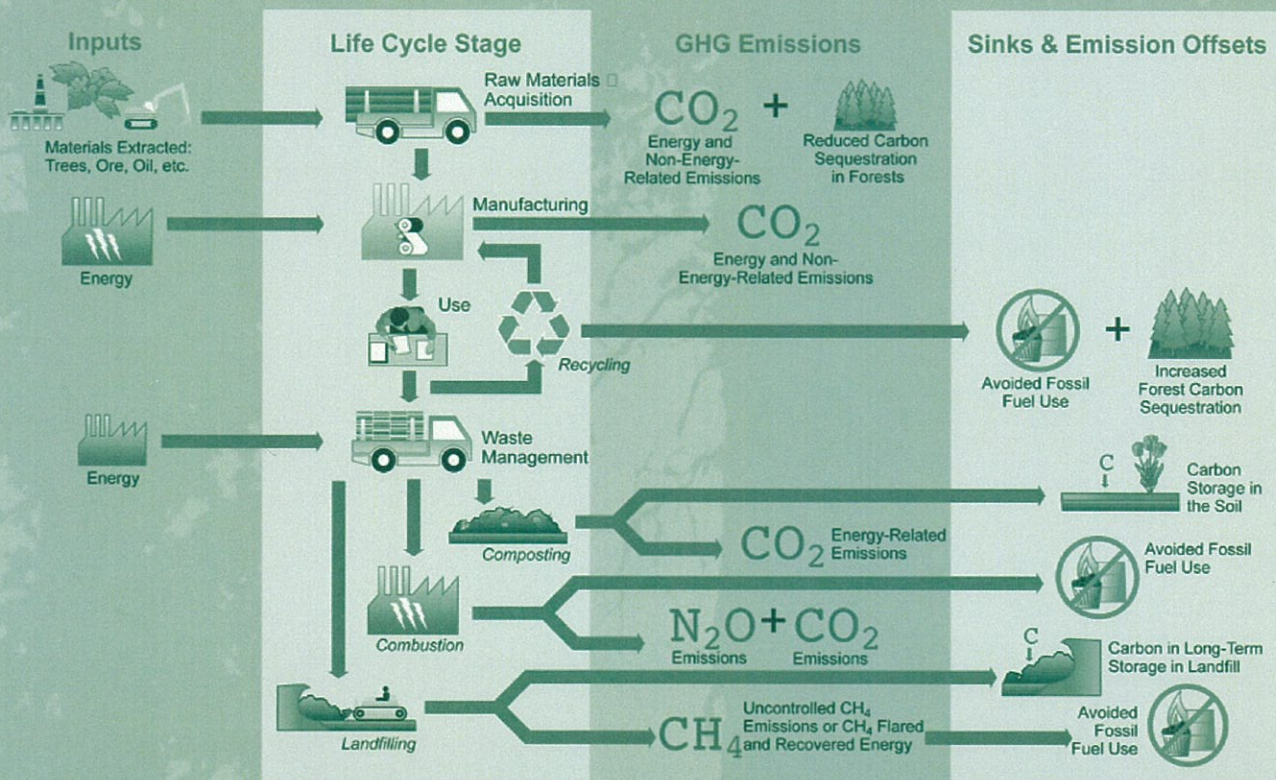 Inputs
Life Cycle Stage
GHG Emissions
Sinks & Emission Offsets
Materials Extracted:
Trees, Ore, Oil, etc.
Raw Materials
Acquisition
CO₂
+
Energy and
Non-Energy-
Related Emissions
Reduced Carbon
Sequestration
in Forests
Energy
Manufacturing
CO₂
Energy and Non-
Energy-Related Emissions
Use
Recycling
Avoided Fossil
Fuel Use
+
Increased
Forest Carbon
Sequestration
Energy
Waste
Management
Composting
C
Carbon
Storage in
the Soil
CO₂
Energy-Related
Emissions
Combustion
Avoided Fossil
Fuel Use
N₂O + CO₂
Emissions
Emissions
Landfilling
C
Carbon in Long-Term
Storage in Landfill
CH₄
Uncontrolled CH₄
Emissions or CH₄ Flared
and Recovered Energy
Avoided
Fossil
Fuel Use